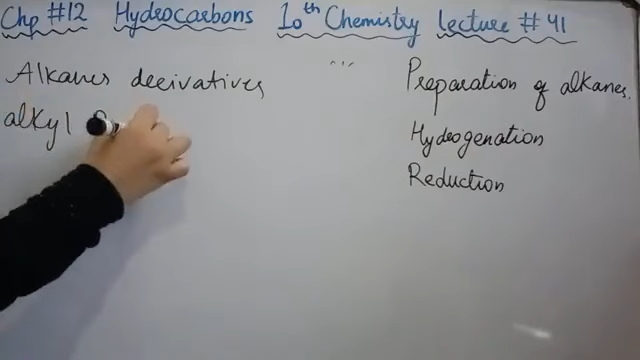 Chp #12 Hydrocarbons 10th Chemistry lecture # 41
Alkanes derivatives
alkyl
Preparation of alkanes.
Hydrogenation
Reduction